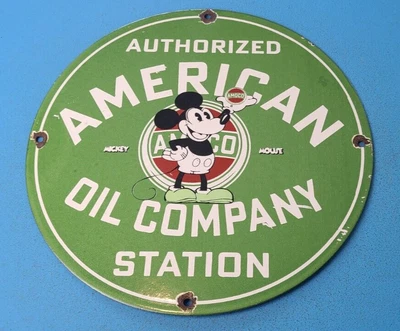 AUTHORIZED
AMERICAN
AMOCO
AMOCO
MICKEY MOUSE
OIL COMPANY
STATION